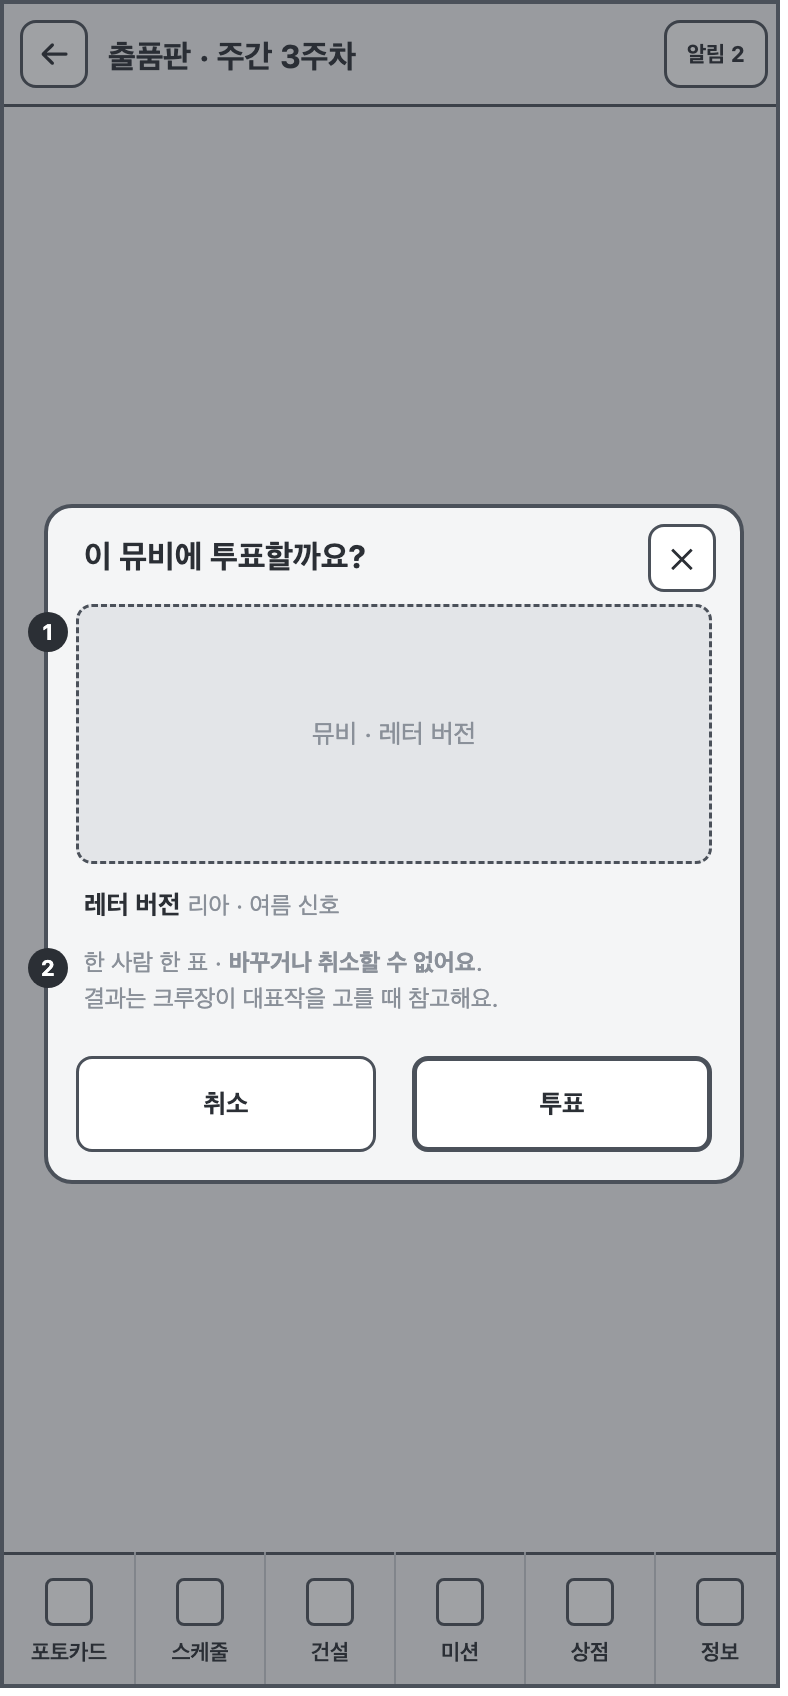 출품판 · 주간 3주차
알림 2
이 뮤비에 투표할까요?
1
뮤비 · 레터 버전
레터 버전 리아 · 여름 신호
2
한 사람 한 표 · 바꾸거나 취소할 수 없어요.
결과는 크루장이 대표작을 고를 때 참고해요.
취소
투표
포토카드
스케줄
건설
미션
상점
정보